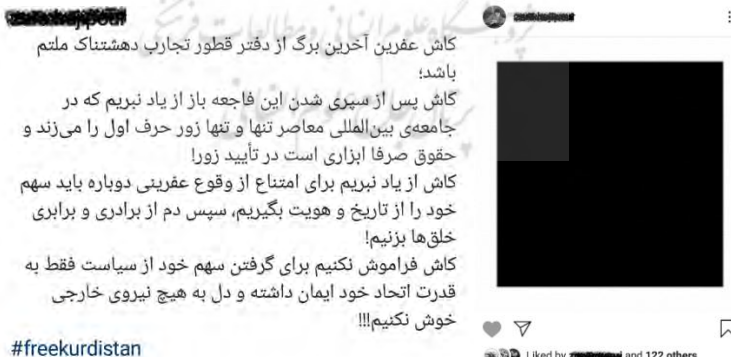 کاش عفرین آخرین برگ از دفتر قطور تجارب دهشتناک ملتم
باشد؛
کاش پس از سپری شدن این فاجعه باز از یاد نبریم که در
جامعه‌ی بین‌المللی معاصر تنها و تنها زور حرف اول را می‌زند و
حقوق صرفا ابزاری است در تأیید زور!
کاش از یاد نبریم برای امتناع از وقوع عفرینی دوباره باید سهم
خود را از تاریخ و هویت بگیریم، سپس دم از برادری و برابری
خلق‌ها بزنیم!
کاش فراموش نکنیم برای گرفتن سهم خود از سیاست فقط به
قدرت اتحاد خود ایمان داشته و دل به هیچ نیروی خارجی
خوش نکنیم!!!
#freekurdistan
Liked by and 122 others